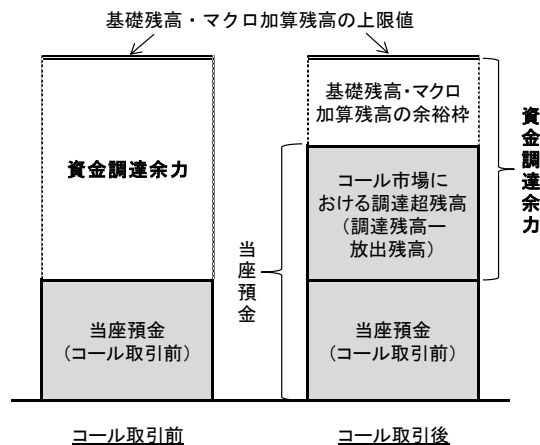 基礎残高・マクロ加算残高の上限値
資金調達余力
当座預金
（コール取引前）
コール取引前
基礎残高・マクロ
加算残高の余裕枠
コール市場に
おける調達超残高
（調達残高－
放出残高）
当座預金
（コール取引前）
コール取引後
当座預金
資金調達余力